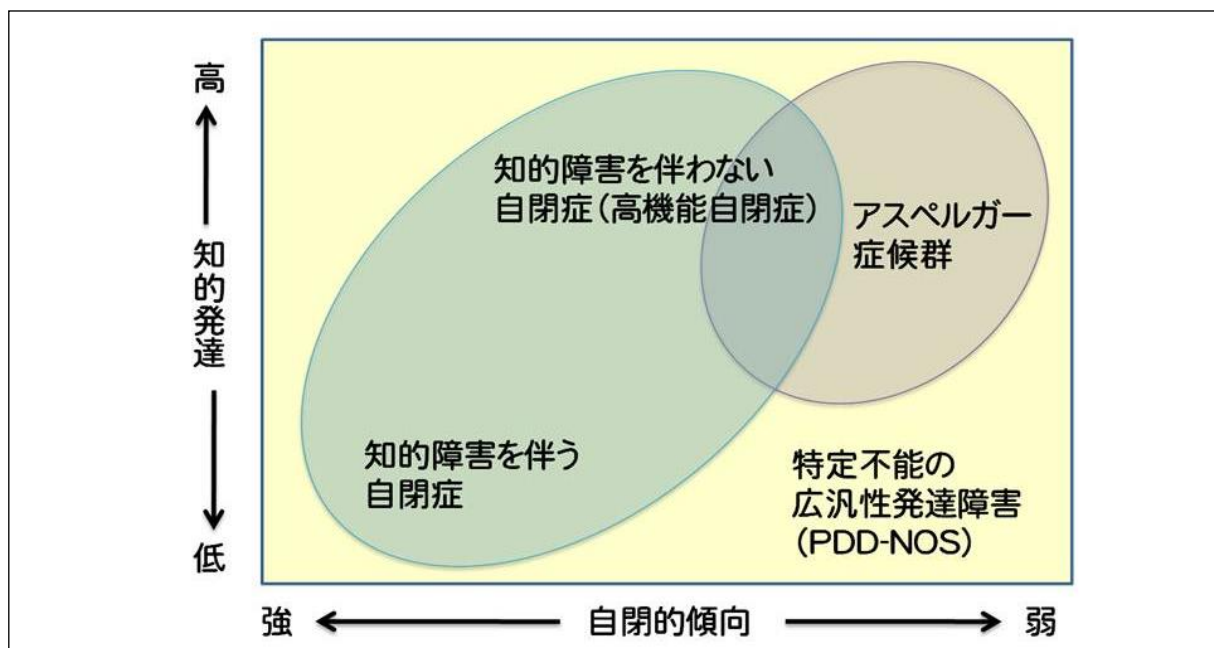 高
知的発達
低
知的障害を伴わない
自閉症(高機能自閉症)
アスペルガー
症候群
知的障害を伴う
自閉症
特定不能の
広汎性発達障害
(PDD-NOS)
強
自閉的傾向
弱